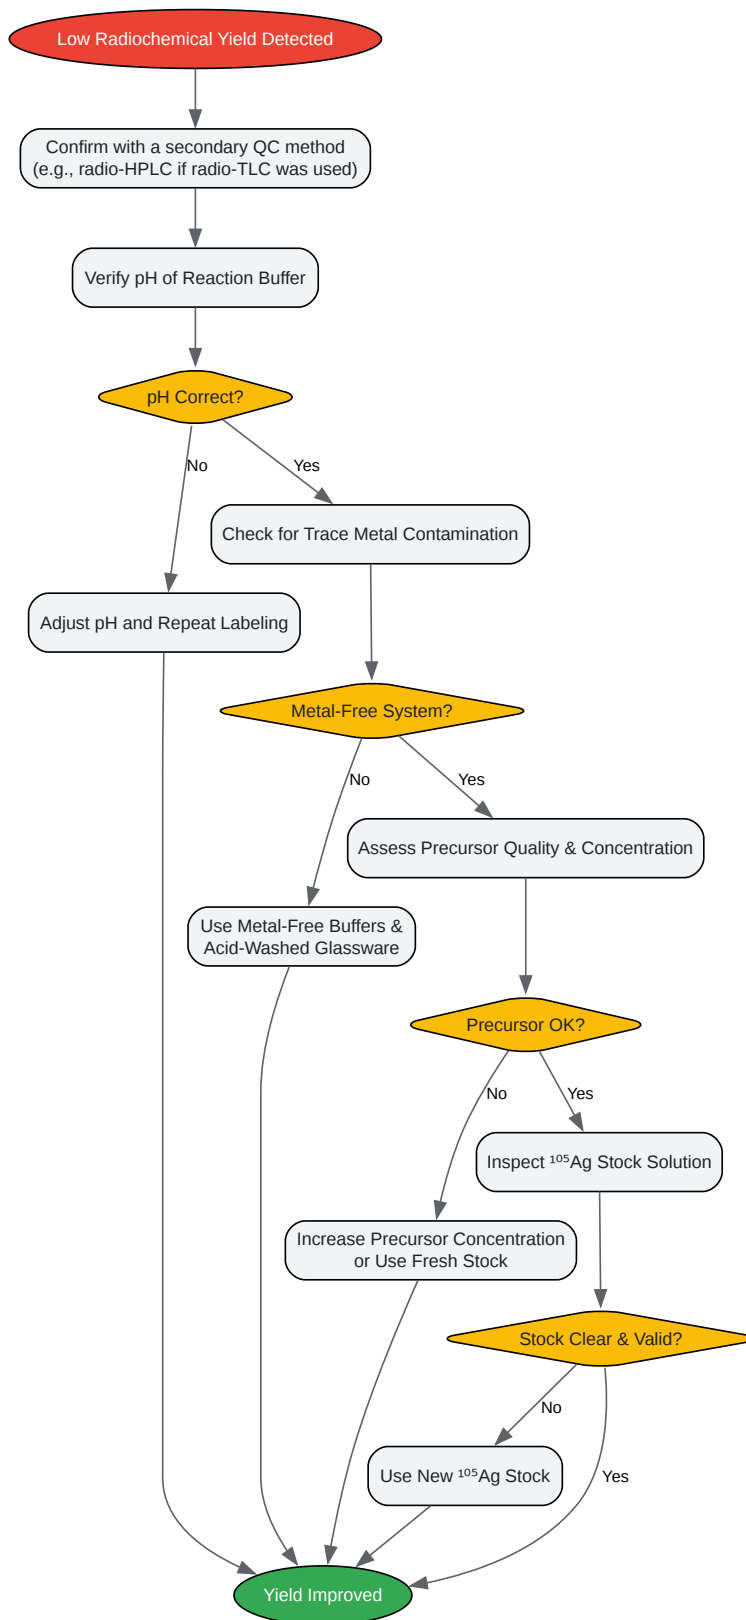 Low Radiochemical Yield Detected
Confirm with a secondary QC method
(e.g., radio-HPLC if radio-TLC was used)
Verify pH of Reaction Buffer
pH Correct?
No
Yes
Check for Trace Metal Contamination
Adjust pH and Repeat Labeling
Metal-Free System?
No
Yes
Assess Precursor Quality & Concentration
Use Metal-Free Buffers &
Acid-Washed Glassware
Precursor OK?
No
Yes
Inspect ¹⁰⁵Ag Stock Solution
Increase Precursor Concentration
or Use Fresh Stock
Stock Clear & Valid?
No
Use New ¹⁰⁵Ag Stock
Yes
Yield Improved